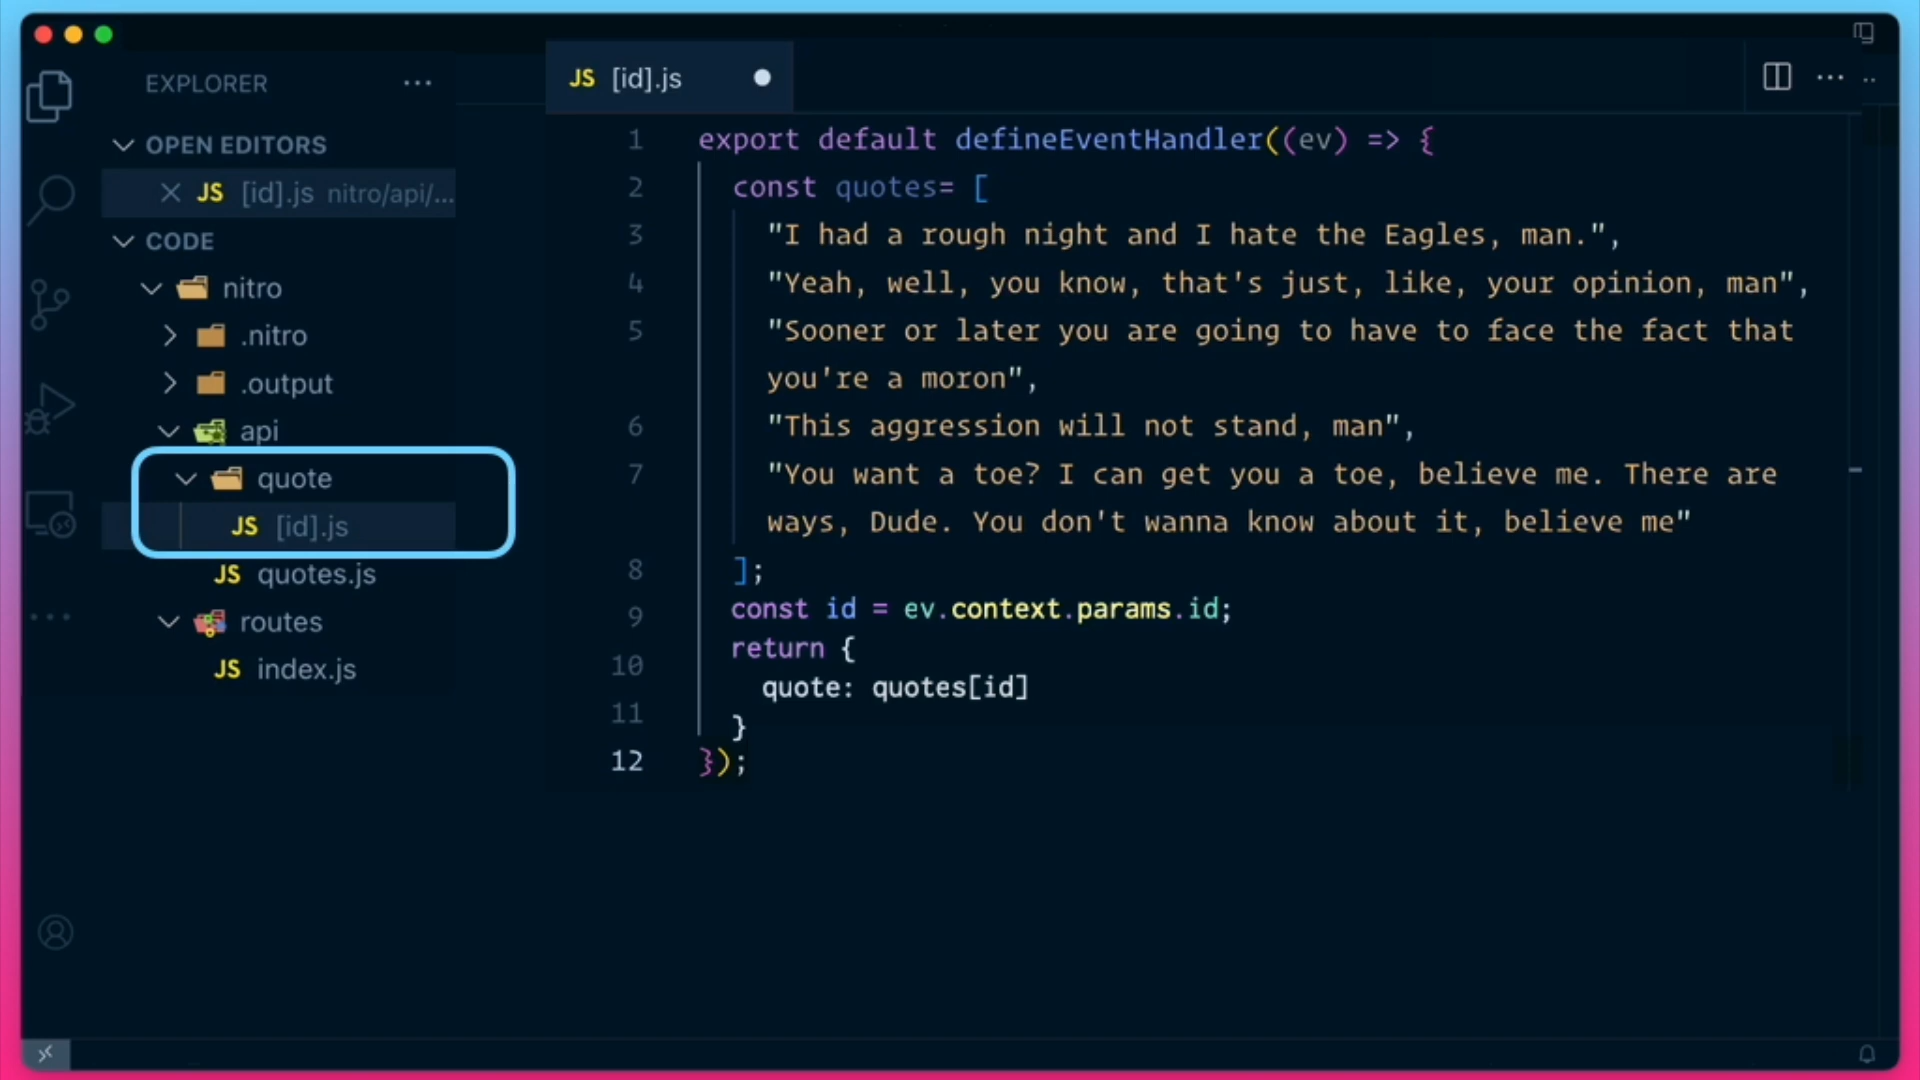 EXPLORER
OPEN EDITORS
JS [id].js nitro/api/...
CODE
nitro
.nitro
.output
api
quote
JS [id].js
JS quotes.js
routes
JS index.js
JS [id].js
1 export default defineEventHandler((ev) => {
2 const quotes= [
3 "I had a rough night and I hate the Eagles, man.",
4 "Yeah, well, you know, that's just, like, your opinion, man",
5 "Sooner or later you are going to have to face the fact that
you're a moron",
6 "This aggression will not stand, man",
7 "You want a toe? I can get you a toe, believe me. There are
ways, Dude. You don't wanna know about it, believe me"
8 ];
9 const id = ev.context.params.id;
10 return {
quote: quotes[id]
11 }
12 });